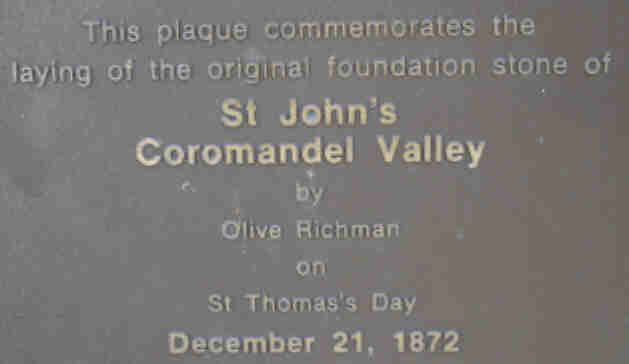 This plaque commemorates the
laying of the original foundation stone of
St John's
Coromandel Valley
by
Olive Richman
on
St Thomas's Day
December 21, 1872